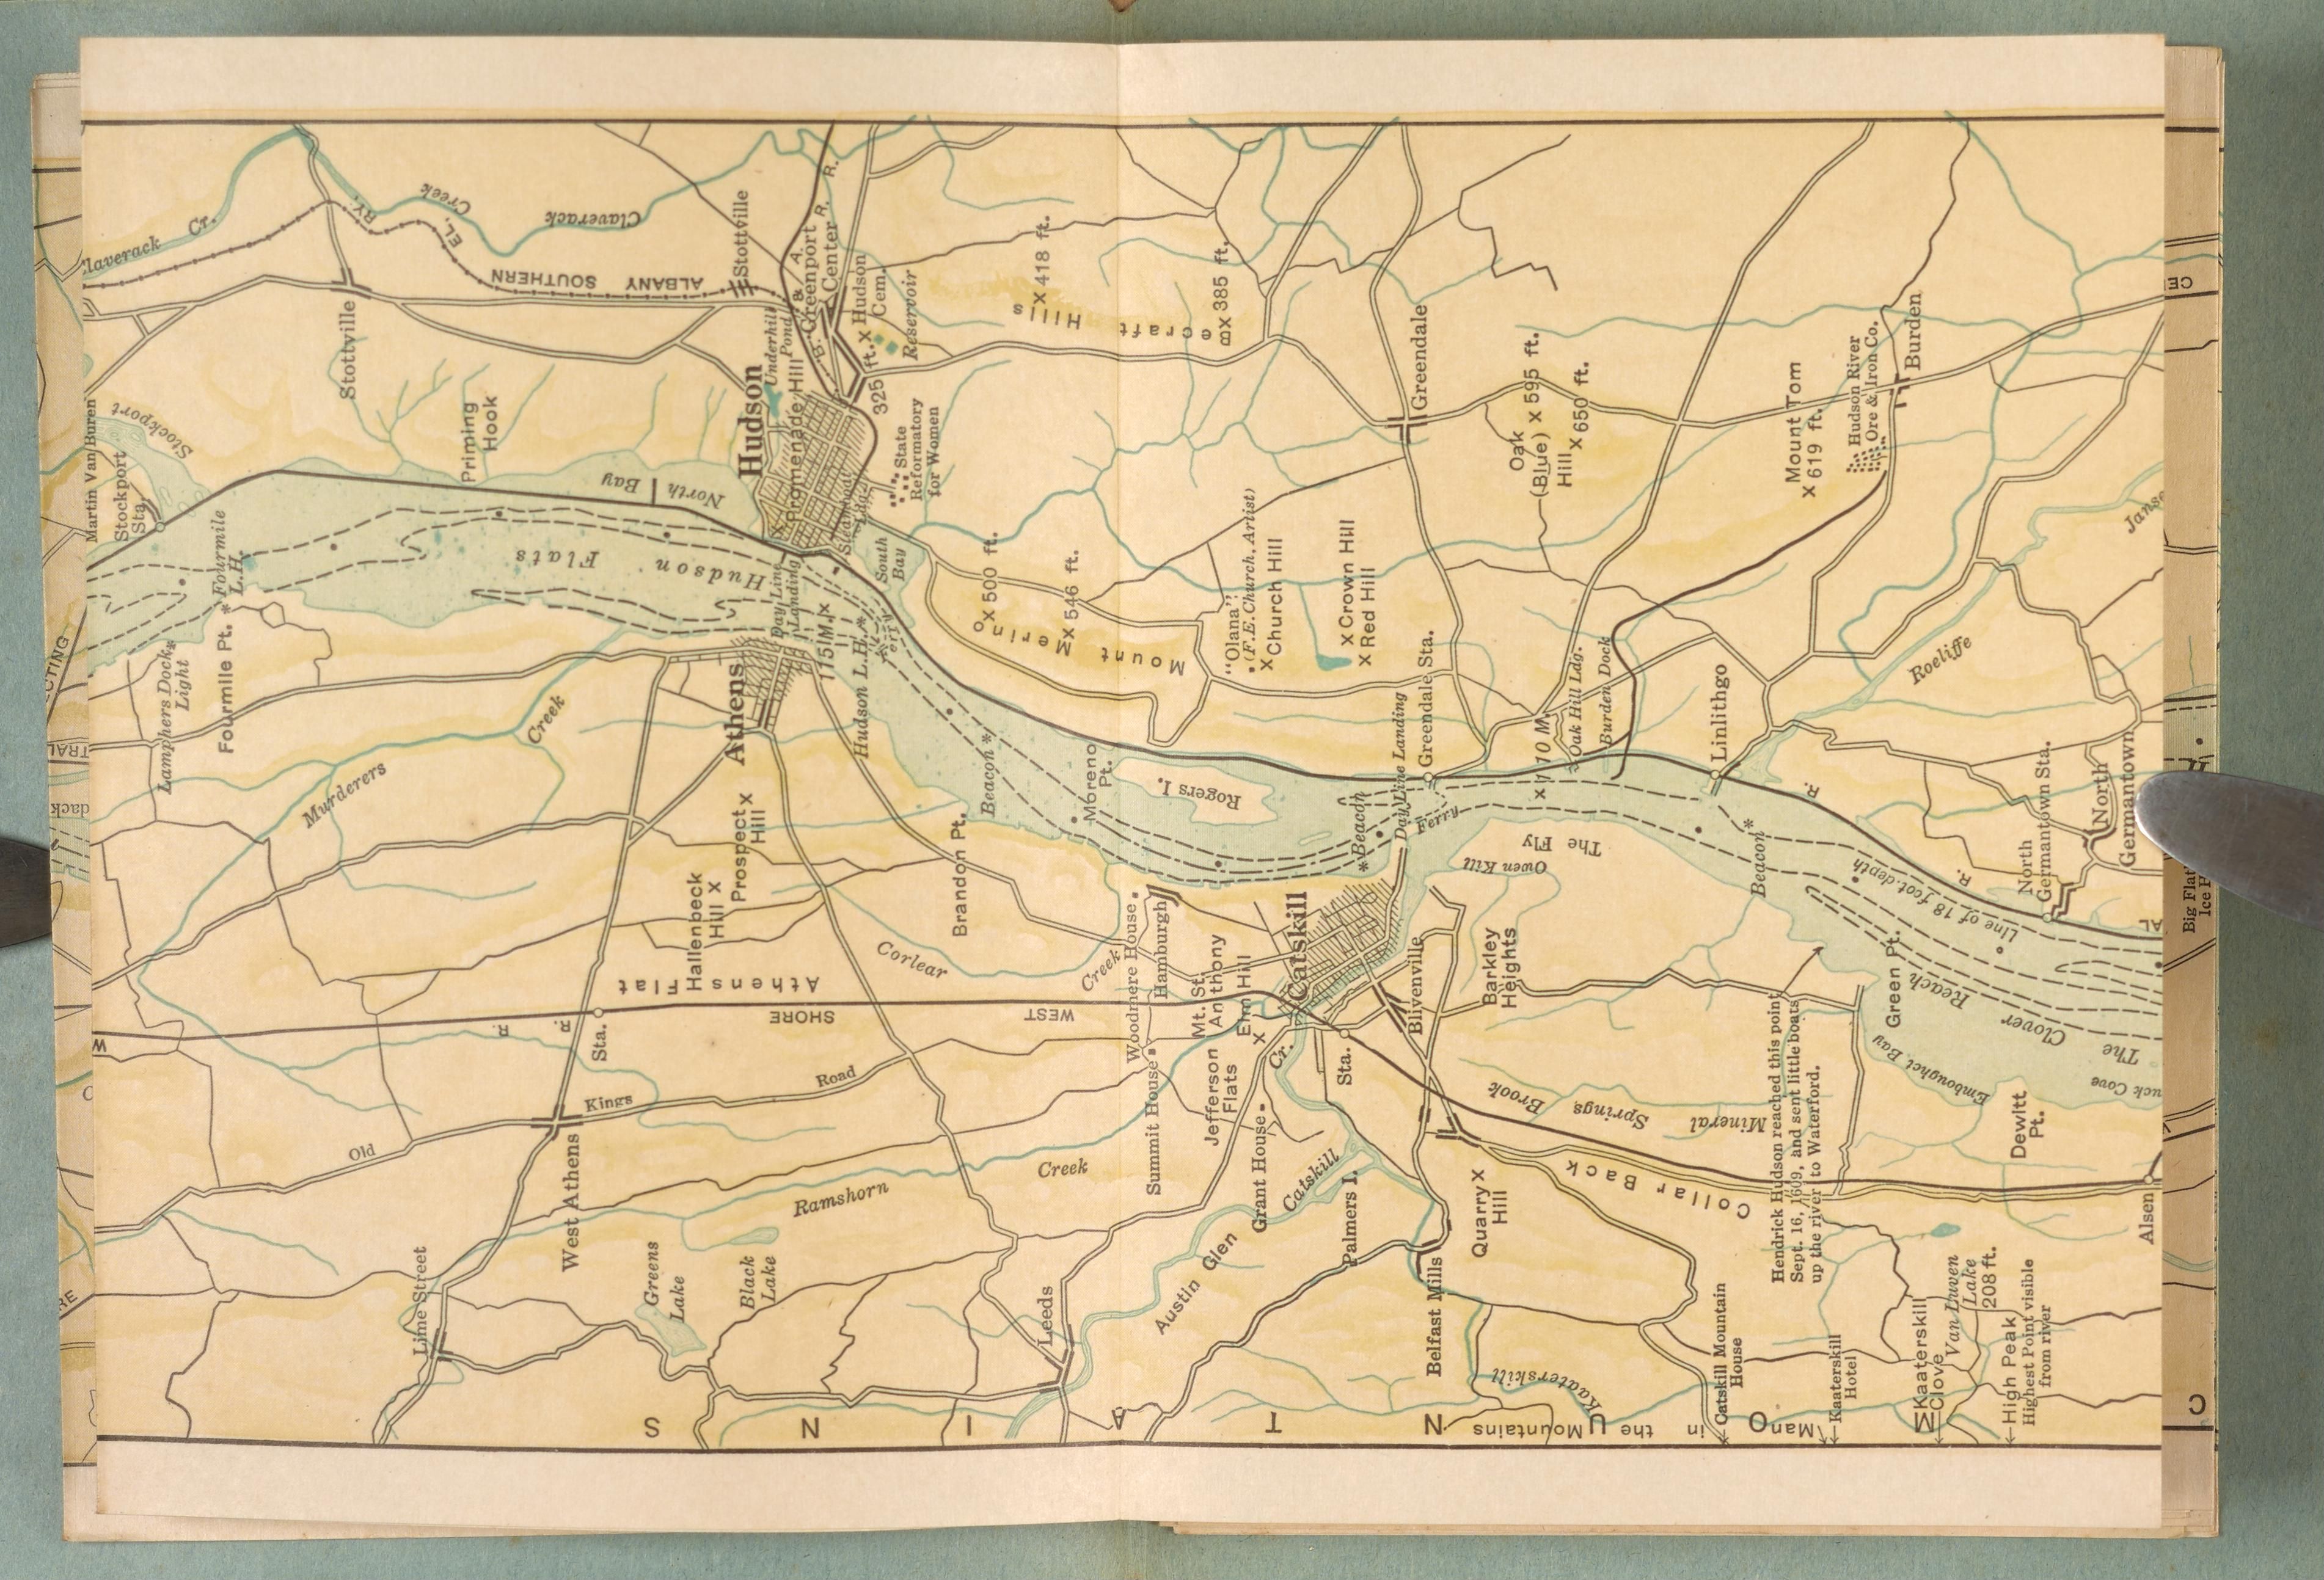 Claverack Cr.
Creek
Claverack
EL. RY.
ALBANY SOUTHERN
Stottville
Stottville
B. & A. R. R.
Greenport
Center
Hudson
Cem.
Reservoir
325 ft. x
Underhill
Pond
Hudson
Promenade Hill
x
Steamboat
Ldg.
State
Reformatory
for Women
Becraft Hills
x 418 ft.
x 385 ft.
Martin Van Buren
Stockport
Stockport
Sta.
Priming
Hook
North Bay
South
Bay
Fourmile
L.H.
Fourmile Pt.
Lamphers Dock
Light
Hudson Flats
Day Line
Landing
115 M. x
Hudson L.H.
Ferry
Athens
Creek
Murderers
Mount Merino
x 500 ft.
x 546 ft.
"Olana"
(F.E.Church, Artist)
x Church Hill
x Crown Hill
x Red Hill
Greendale
Oak
(Blue) x 595 ft.
Hill x 650 ft.
Mount Tom
x 619 ft.
Hudson River
Ore & Iron Co.
Burden
Greendale Sta.
Day Line Landing
Ferry
x 110 M.
Oak Hill Ldg.
Burden Dock
Linlithgo
Roeliffe
Janse
R. R.
North
Germantown Sta.
North
Germantown
Beacon
Moreno
Pt.
Rogers I.
Beacon
Beacon
The Fly
Owen Kill
Line of 18 foot depth
The Clover Reach
Green Pt.
Embought Bay
Duck Cove
Dewitt
Pt.
Prospect x
Hill
Hallenbeck
Hill x
Brandon Pt.
Corlear
Creek
Athens Flat
WEST SHORE R. R.
Sta.
Old Kings Road
West Athens
Lime Street
Greens
Lake
Black
Lake
Ramshorn
Creek
Leeds
Woodmere House
Hamburgh
Mt. St.
Anthony
Elm Hill
x
Catskill
Summit House
Jefferson
Flats
Grant House
Cr.
Catskill
Sta.
Palmers I.
Austin Glen
Blivenville
Barkley
Heights
Mineral Springs Brook
Quarry x
Hill
Belfast Mills
Kaaterskill
Collar Back
Hendrick Hudson reached this point
Sept. 16, 1609, and sent little boats
up the river to Waterford.
Alsen
Catskill Mountain
House
Kaaterskill
Hotel
Kaaterskill
Clove
Van Luven
Lake
208 ft.
High Peak
Highest Point visible
from river
Man in the Mountains
MOUNTAINS
CE
Big Flat
Ice H
C
AL
W
CTING
TRAL
dack
RE